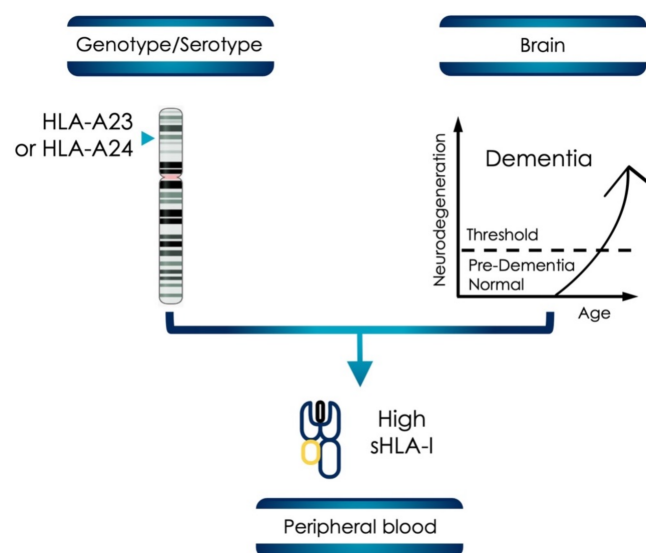 Genotype/Serotype
Brain
HLA-A23
or HLA-A24
Neurodegeneration
Dementia
Threshold
Pre-Dementia
Normal
Age
High
sHLA-I
Peripheral blood